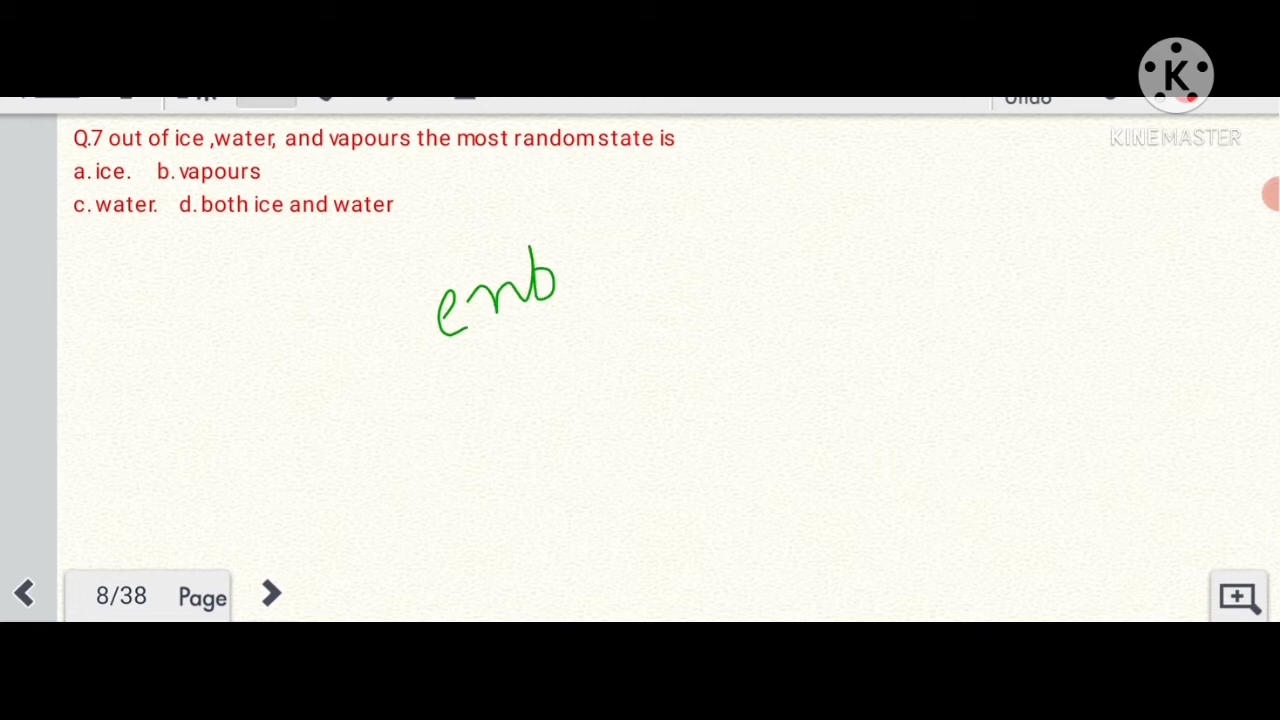 K
Undo
KINEMASTER
Q.7 out of ice ,water, and vapours the most random state is
a. ice. b. vapours
c. water. d. both ice and water
enb
8/38 Page